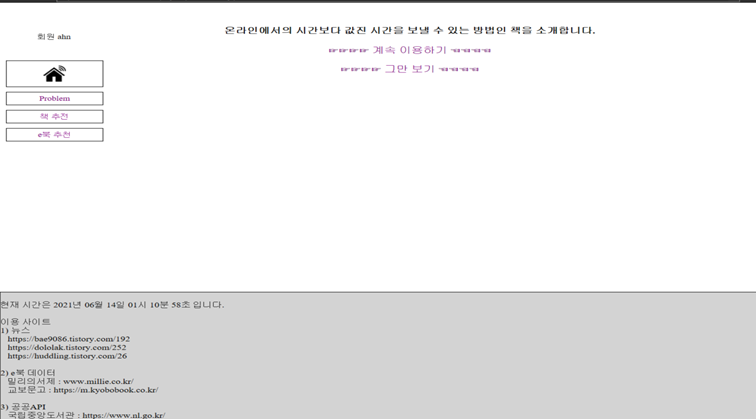 회원 ahn
온라인에서의 시간보다 값진 시간을 보낼 수 있는 방법인 책을 소개합니다.
☞☞☞☞ 계속 이용하기 ☜☜☜☜
☞☞☞☞ 그만 보기 ☜☜☜☜
Problem
책 추천
e북 추천
현재 시간은 2021년 06월 14일 01시 10분 58초 입니다.
이용 사이트
1) 뉴스
https://bae9086.tistory.com/192
https://dololak.tistory.com/252
https://huddling.tistory.com/26
2) e북 데이터
밀리의서제 : www.millie.co.kr/
교보문고 : https://m.kyobobook.co.kr/
3) 공공API
국립중앙도서관 : https://www.nl.go.kr/